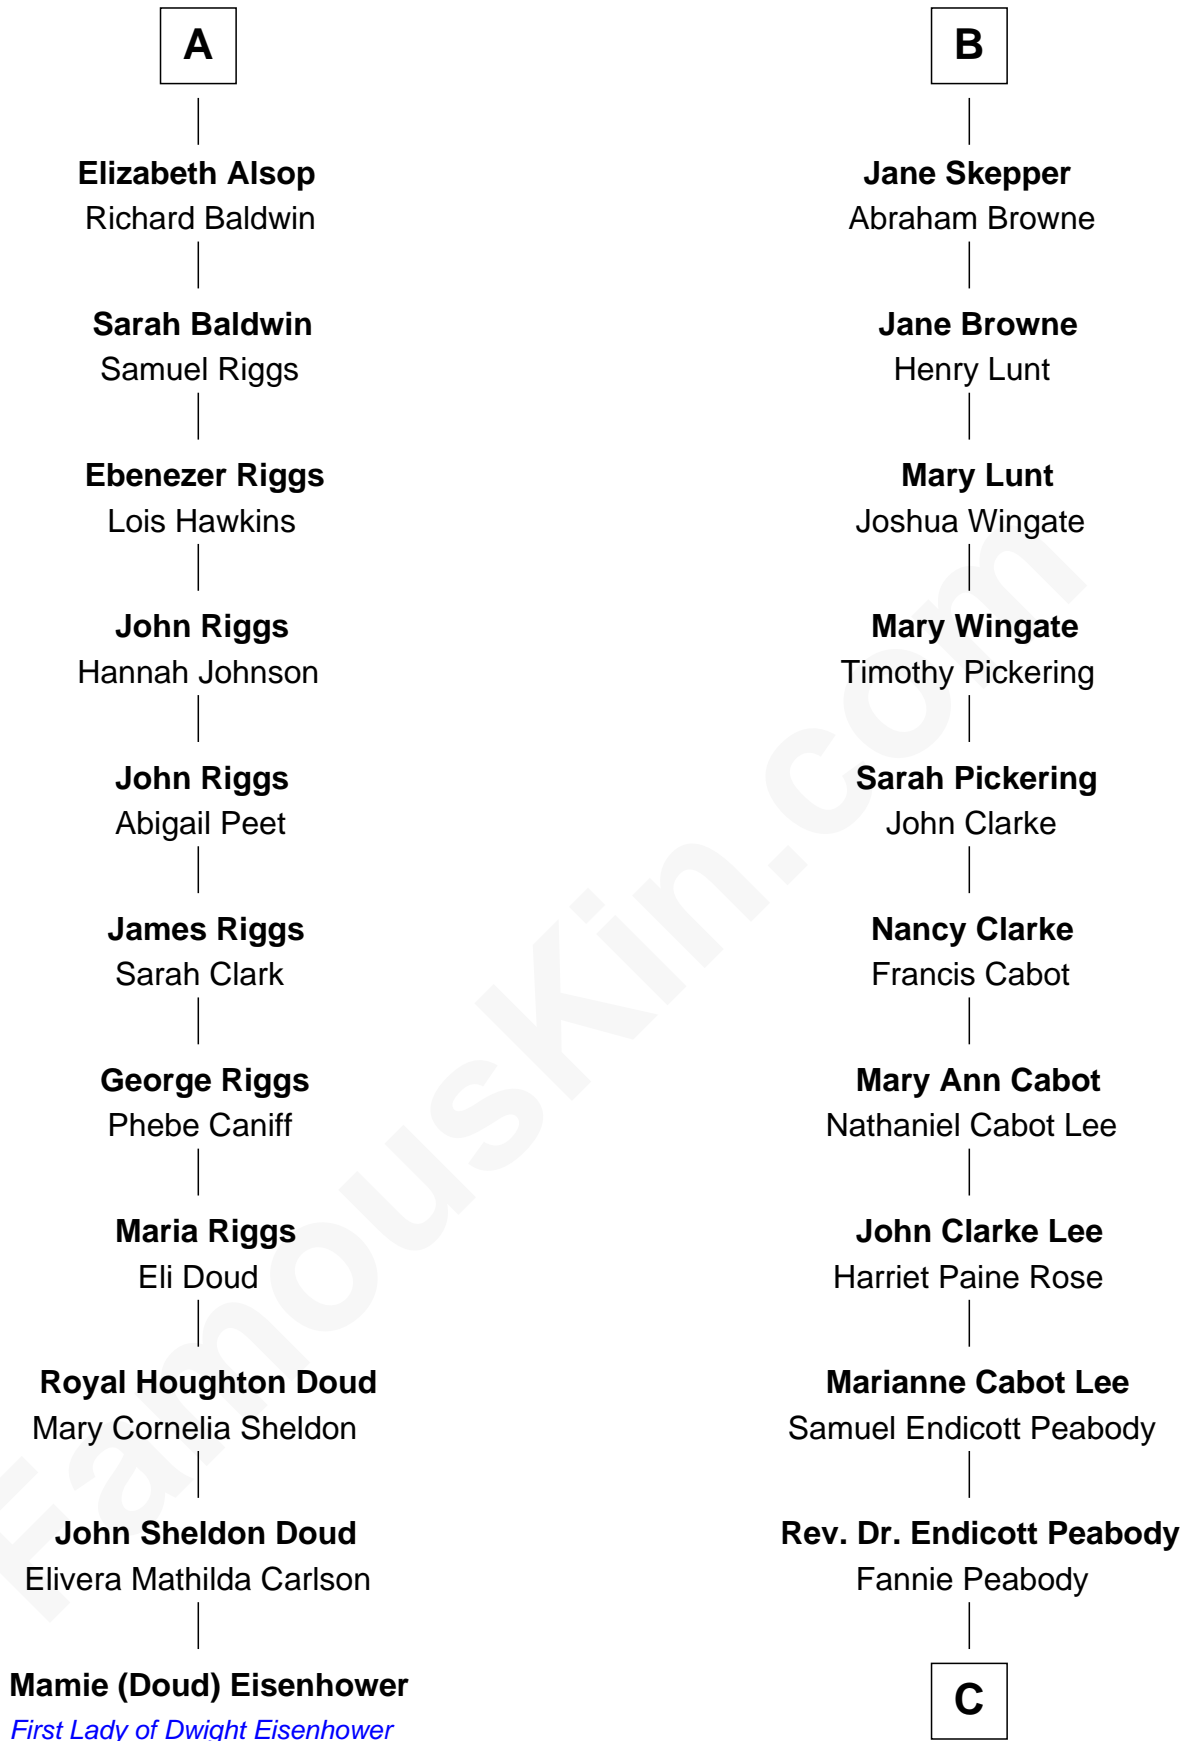 A
Elizabeth Alsop
Richard Baldwin
Sarah Baldwin
Samuel Riggs
Ebenezer Riggs
Lois Hawkins
John Riggs
Hannah Johnson
John Riggs
Abigail Peet
James Riggs
Sarah Clark
George Riggs
Phebe Caniff
Maria Riggs
Eli Doud
Royal Houghton Doud
Mary Cornelia Sheldon
John Sheldon Doud
Elivera Mathilda Carlson
Mamie (Doud) Eisenhower
First Lady of Dwight Eisenhower
B
Jane Skepper
Abraham Browne
Jane Browne
Henry Lunt
Mary Lunt
Joshua Wingate
Mary Wingate
Timothy Pickering
Sarah Pickering
John Clarke
Nancy Clarke
Francis Cabot
Mary Ann Cabot
Nathaniel Cabot Lee
John Clarke Lee
Harriet Paine Rose
Marianne Cabot Lee
Samuel Endicott Peabody
Rev. Dr. Endicott Peabody
Fannie Peabody
C
FamousKin.com